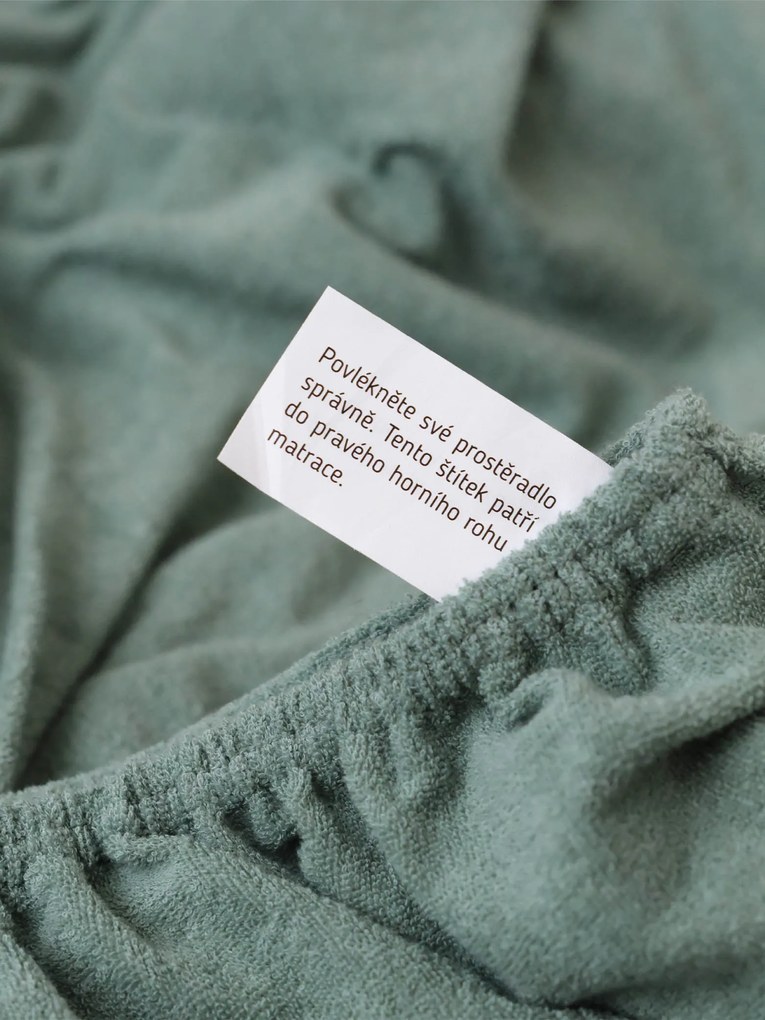 Povlékněte své prostěradlo
správně. Tento štítek patří
do pravého horního rohu
matrace.